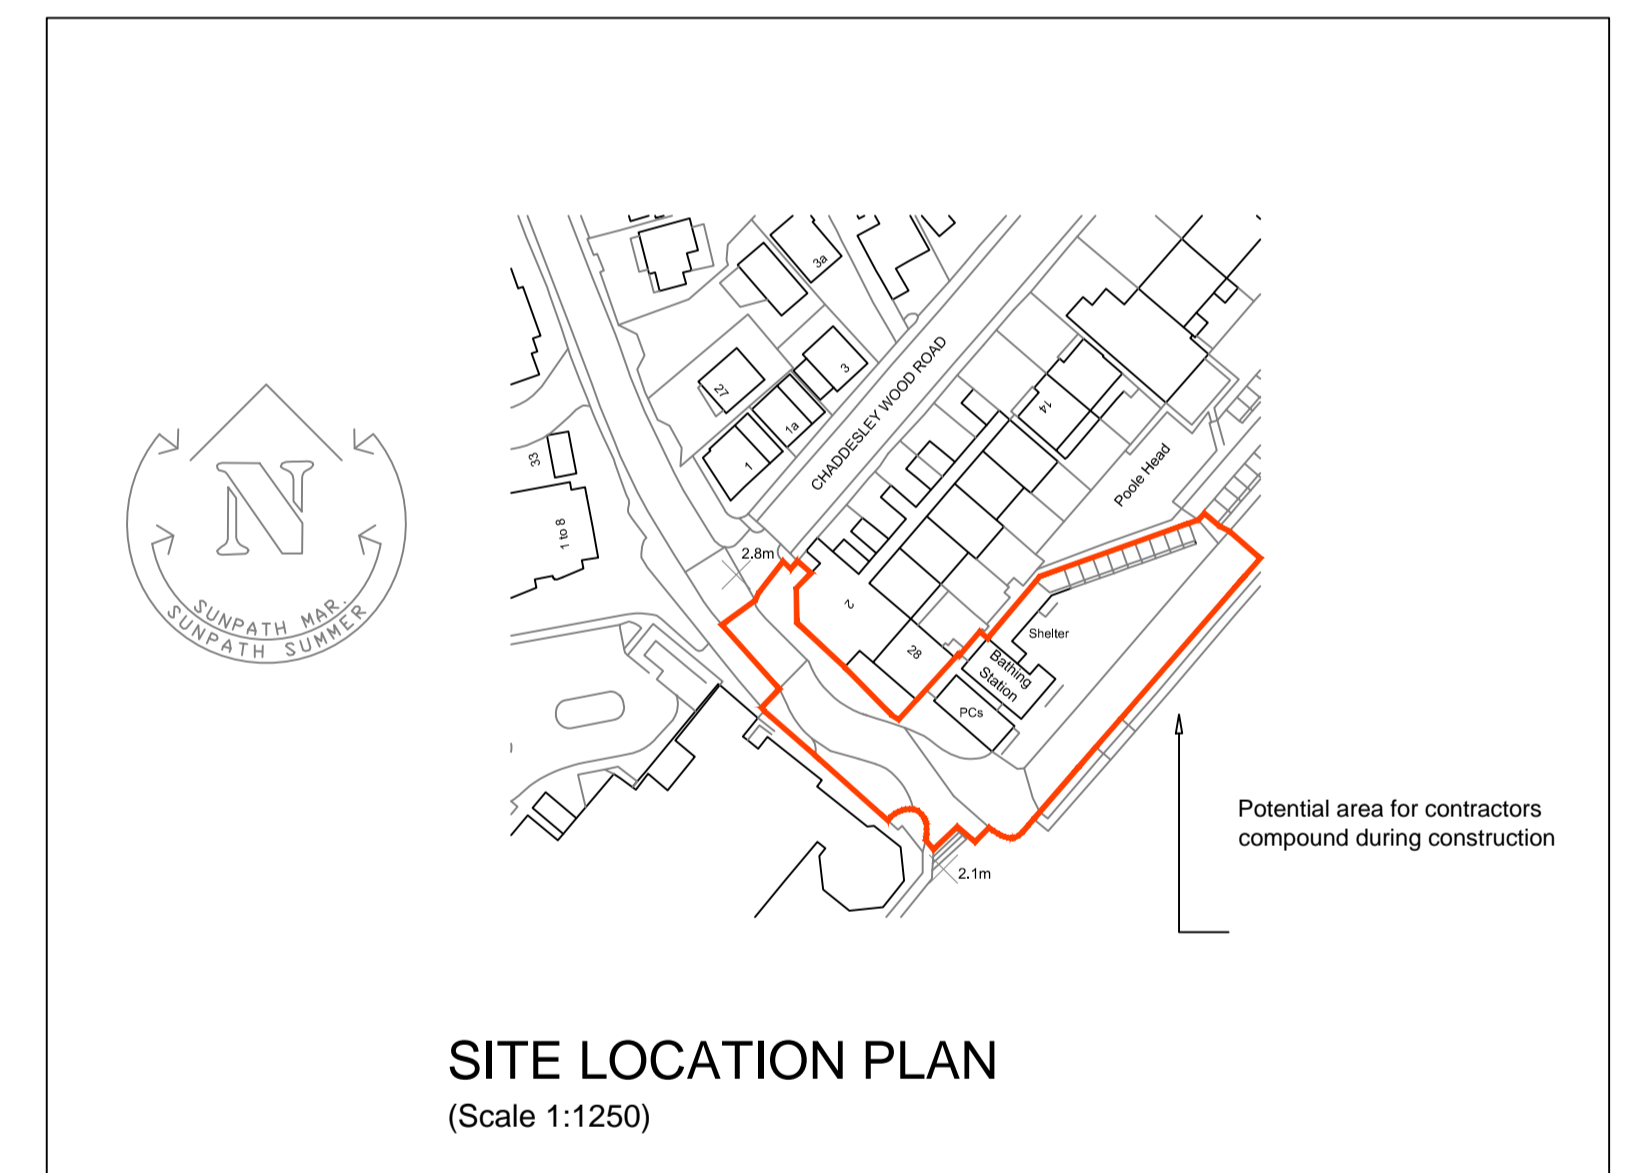 3a
3
27
1a
1
CHADDESLEY WOOD ROAD
14
Poole Head
33
1 to 8
2.8m
2
28
Shelter
Bathing
Station
PCs
2.1m
N
SUNPATH MAR.
SUNPATH SUMMER
Potential area for contractors
compound during construction
SITE LOCATION PLAN
(Scale 1:1250)